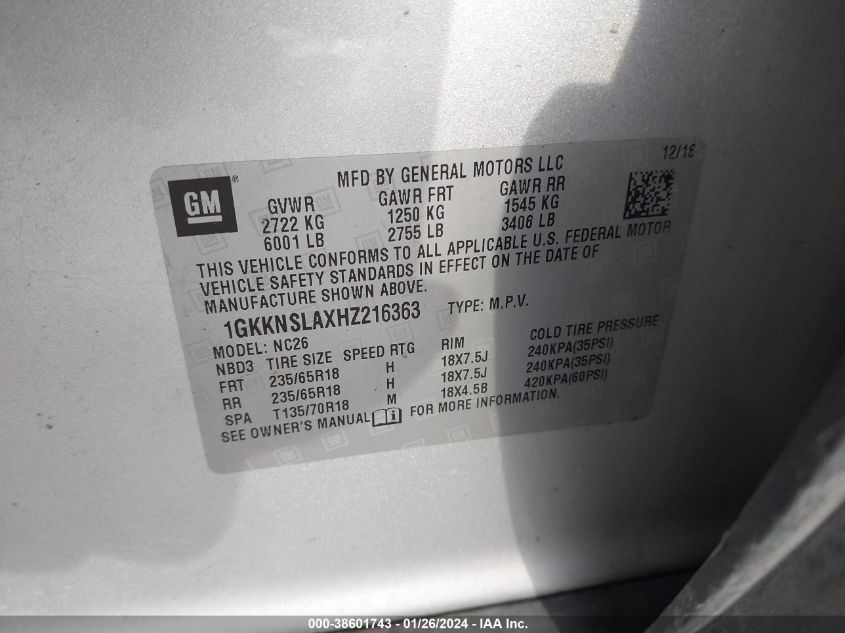 MFD BY GENERAL MOTORS LLC 12/16
GM ®
GVWR GAWR FRT GAWR RR
2722 KG 1250 KG 1545 KG
6001 LB 2755 LB 3406 LB
THIS VEHICLE CONFORMS TO ALL APPLICABLE U.S. FEDERAL MOTOR
VEHICLE SAFETY STANDARDS IN EFFECT ON THE DATE OF
MANUFACTURE SHOWN ABOVE.
1GKKNSLAXHZ216363 TYPE: M.P.V.
MODEL: NC26
NBD3 TIRE SIZE SPEED RTG RIM COLD TIRE PRESSURE
FRT 235/65R18 H 18X7.5J 240KPA(35PSI)
RR 235/65R18 H 18X7.5J 240KPA(35PSI)
SPA T135/70R18 M 18X4.5B 420KPA(60PSI)
SEE OWNER'S MANUAL i FOR MORE INFORMATION.
000-38601743 - 01/26/2024 - IAA Inc.